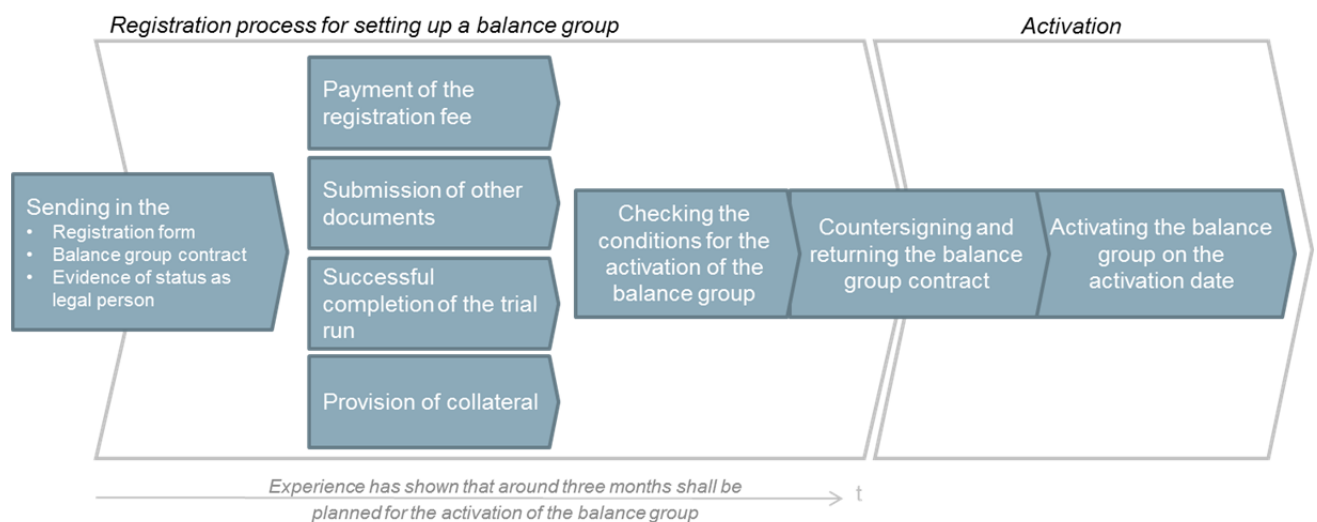 Registration process for setting up a balance group
Activation
Sending in the
• Registration form
• Balance group contract
• Evidence of status as
legal person
Payment of the
registration fee
Submission of other
documents
Successful
completion of the trial
run
Provision of collateral
Checking the
conditions for the
activation of the
balance group
Countersigning and
returning the balance
group contract
Activating the balance
group on the
activation date
Experience has shown that around three months shall be
planned for the activation of the balance group
t